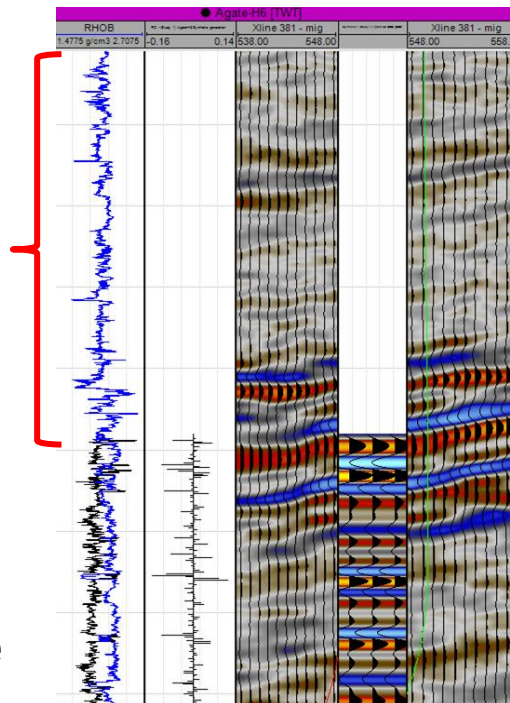 Agate-H6 [TWT]
RHOB
Xline 381 - mig
Xline 381 - mig
1.4775 g/cm3 2.7075
-0.16
0.14
538.00
548.00
548.00
558.
e